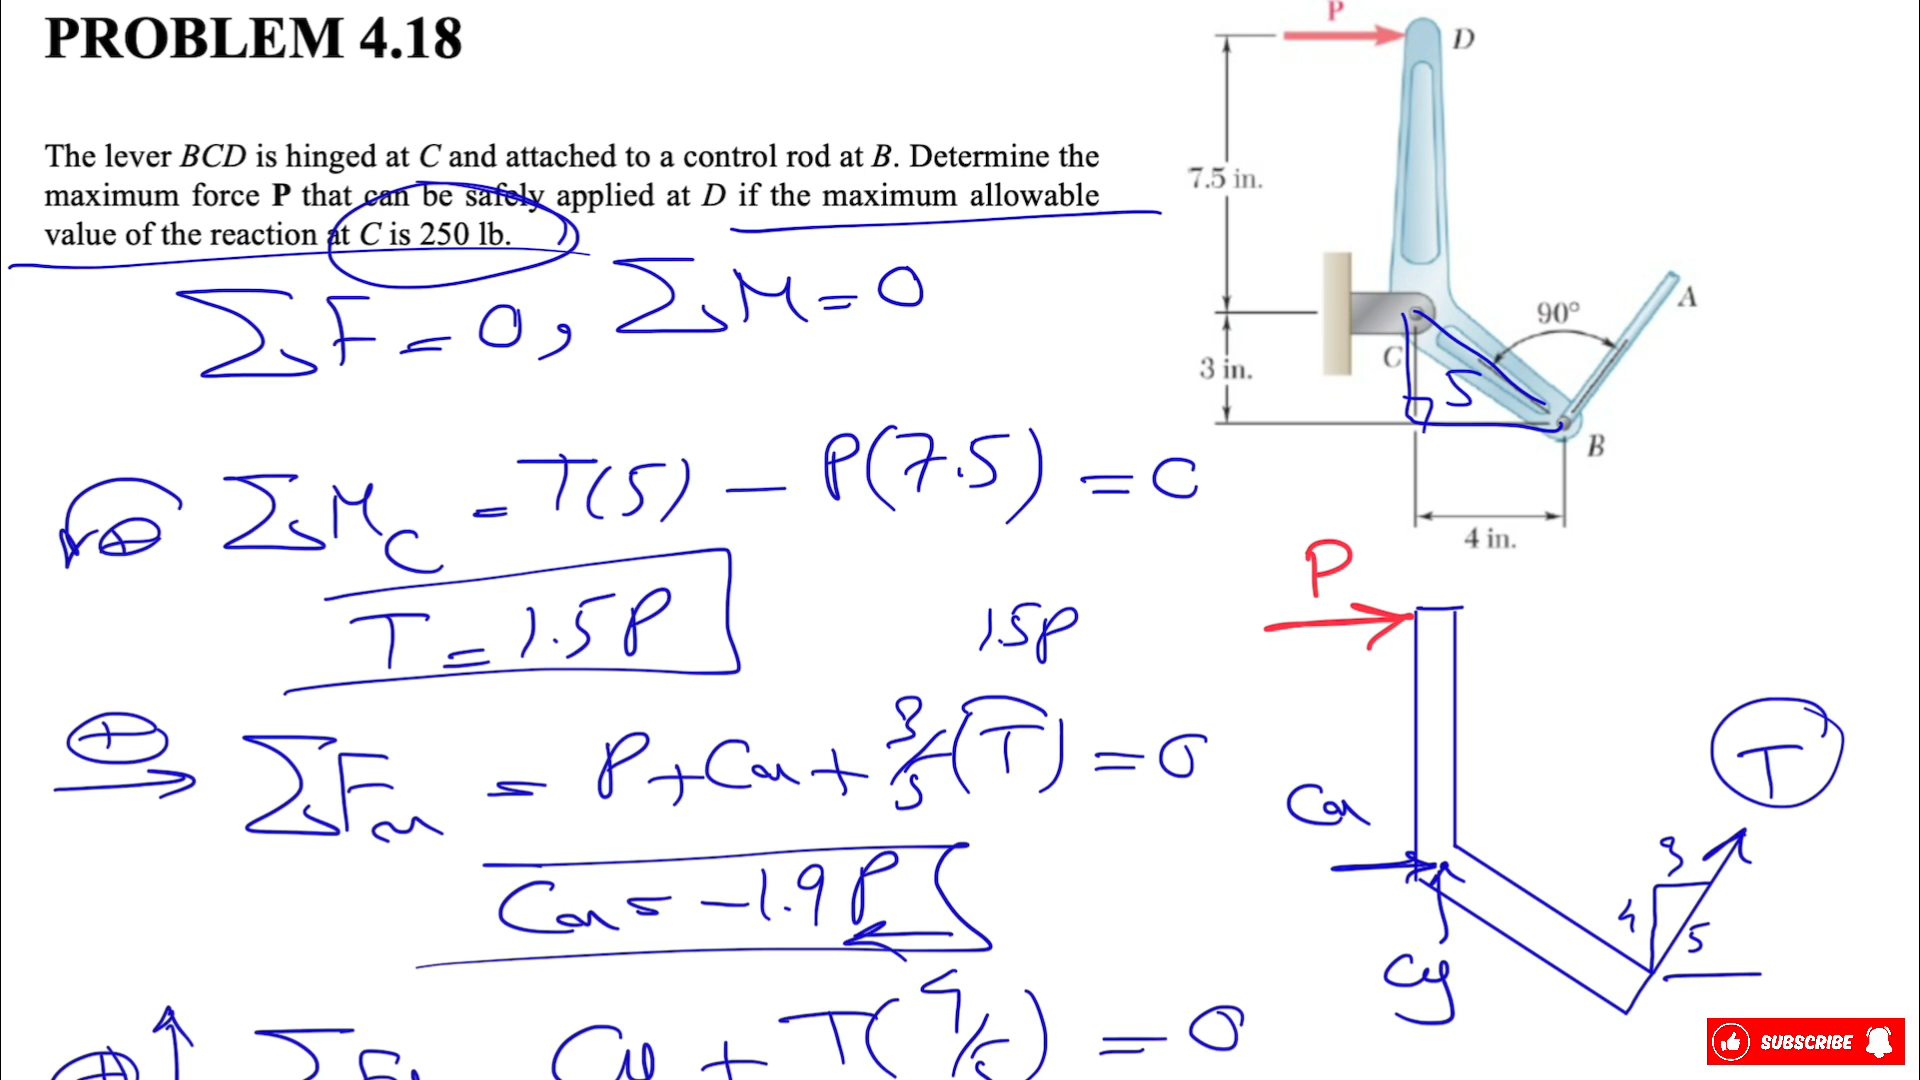 PROBLEM 4.18
The lever BCD is hinged at C and attached to a control rod at B. Determine the
maximum force P that can be safely applied at D if the maximum allowable
value of the reaction at C is 250 lb.
P
D
7.5 in.
A
90°
C
3 in.
5
B
4 in.
ΣF = 0, ΣM = 0
ΣM_C = T(5) - P(7.5) = 0
T = 1.5P
1.5P
ΣFx = P + Cx + 3/5(T) = 0
Cx = -1.9P
Cy + T(4/5) = 0
P
T
Cx
3
4
5
Cy
SUBSCRIBE